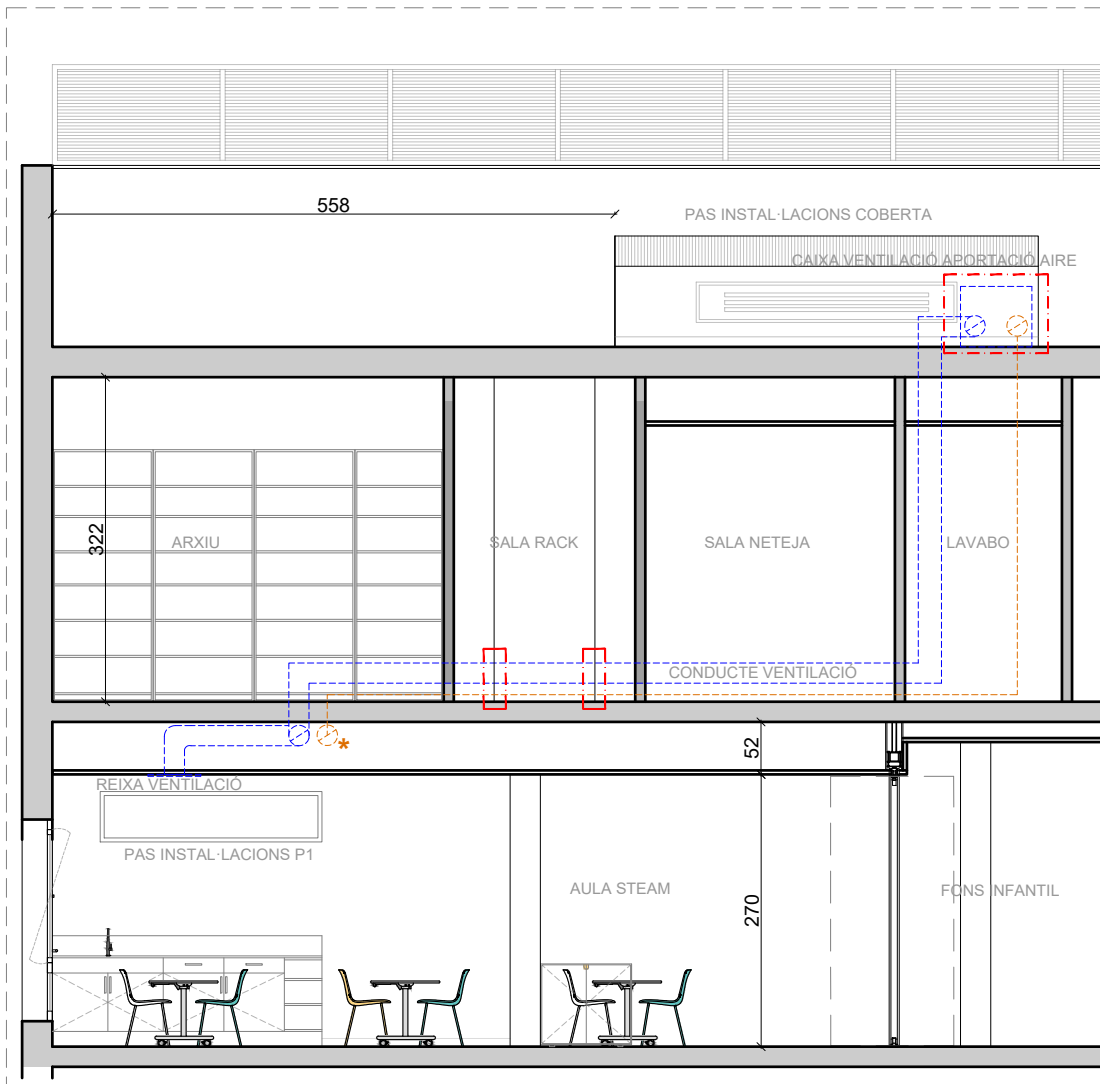 558
PAS INSTAL·LACIONS COBERTA
CAIXA VENTILACIÓ APORTACIÓ AIRE
322
ARXIU
SALA RACK
SALA NETEJA
LAVABO
CONDUCTE VENTILACIÓ
*
52
REIXA VENTILACIÓ
PAS INSTAL·LACIONS P1
AULA STEAM
270
FONS INFANTIL